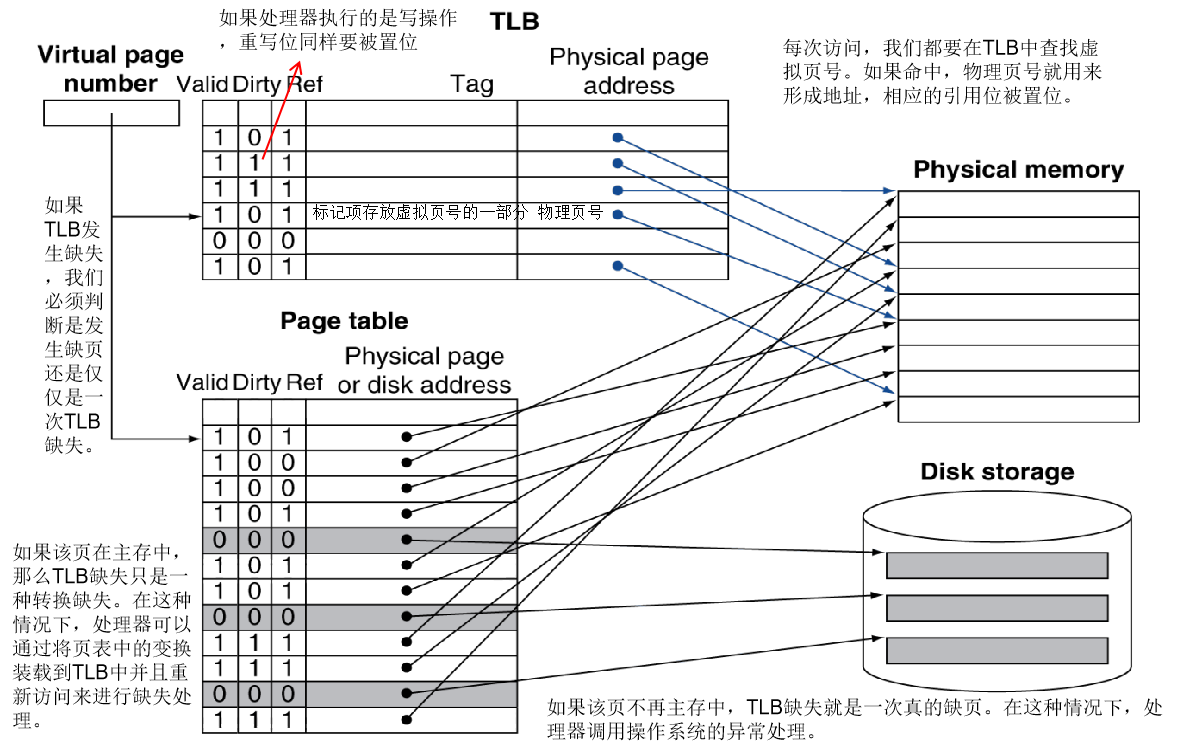 如果处理器执行的是写操作
，重写位同样要被置位
TLB
Virtual page
number
Valid Dirty Ref
Tag
Physical page
address
每次访问，我们都要在TLB中查找虚
拟页号。如果命中，物理页号就用来
形成地址，相应的引用位被置位。
1 0 1
1 1 1
1 1 1
1 0 1 标记项存放虚拟页号的一部分 物理页号
0 0 0
1 0 1
Physical memory
如果
TLB发
生缺失
，我们
必须判
断是发
生缺页
还是仅
仅是一
次TLB
缺失。
Page table
Valid Dirty Ref
Physical page
or disk address
1 0 1
1 0 0
1 0 0
1 0 1
0 0 0
1 0 1
1 0 1
0 0 0
1 1 1
1 1 1
0 0 0
1 1 1
Disk storage
如果该页在主存中，
那么TLB缺失只是一
种转换缺失。在这种
情况下，处理器可以
通过将页表中的变换
装载到TLB中并且重
新访问来进行缺失处
理。
如果该页不再主存中，TLB缺失就是一次真的缺页。在这种情况下，处
理器调用操作系统的异常处理。